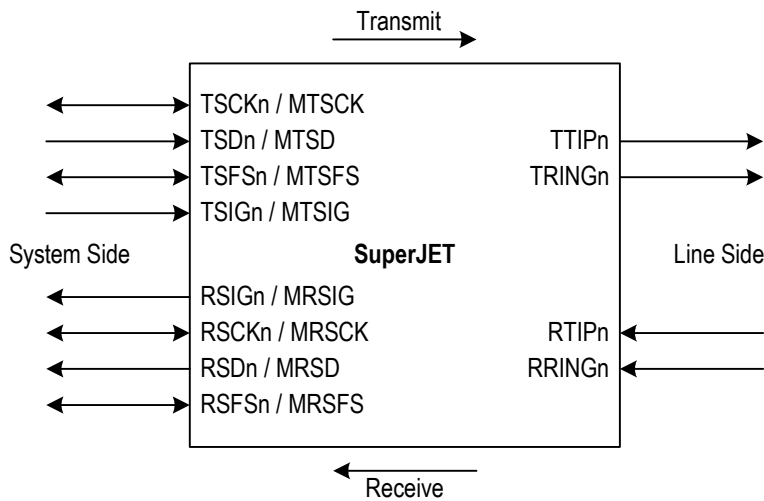 Transmit
TSCKn / MTSCK
TSDn / MTSD
TTIPn
TSFSn / MTSFS
TRINGn
TSIGn / MTSIG
System Side
SuperJET
Line Side
RSIGn / MRSIG
RSCKn / MRSCK
RTIPn
RSDn / MRSD
RRINGn
RSFSn / MRSFS
Receive